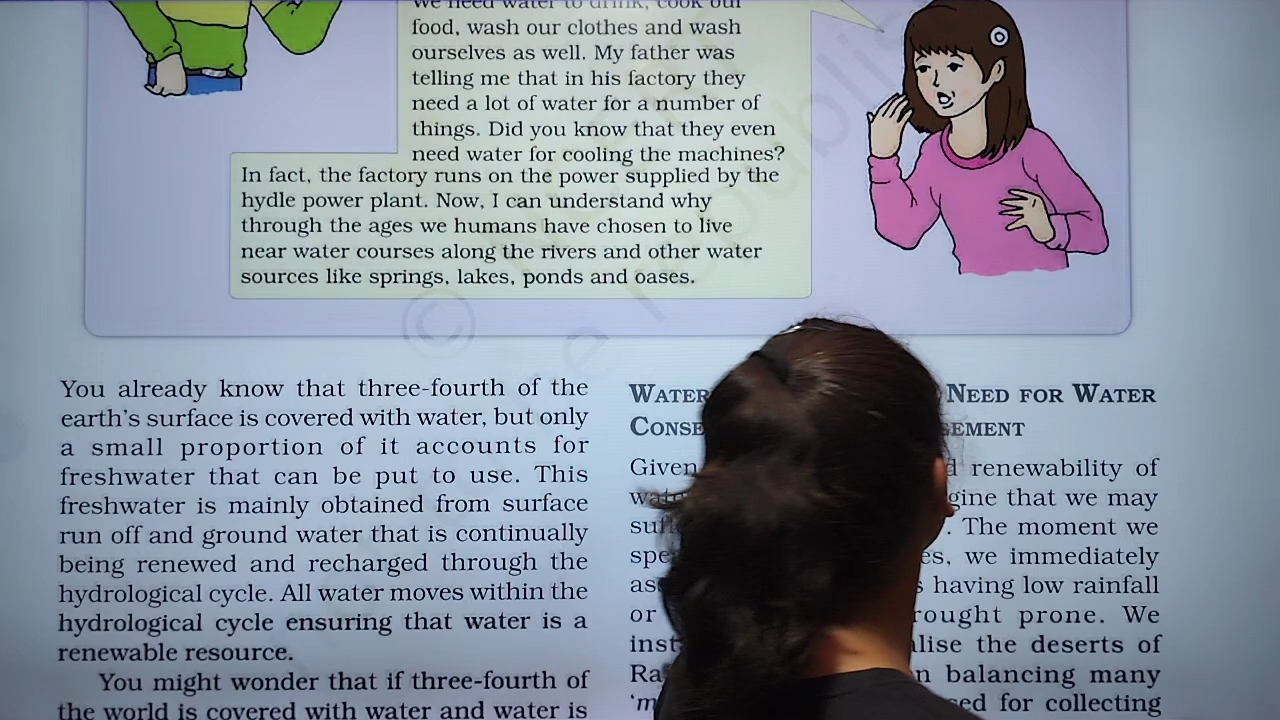 we need water to drink, cook our
food, wash our clothes and wash
ourselves as well. My father was
telling me that in his factory they
need a lot of water for a number of
things. Did you know that they even
need water for cooling the machines?
In fact, the factory runs on the power supplied by the
hydle power plant. Now, I can understand why
through the ages we humans have chosen to live
near water courses along the rivers and other water
sources like springs, lakes, ponds and oases.
You already know that three-fourth of the
earth's surface is covered with water, but only
a small proportion of it accounts for
freshwater that can be put to use. This
freshwater is mainly obtained from surface
run off and ground water that is continually
being renewed and recharged through the
hydrological cycle. All water moves within the
hydrological cycle ensuring that water is a
renewable resource.
You might wonder that if three-fourth of
the world is covered with water and water is
WATER NEED FOR WATER
Given renewability of
that we may
The moment we
we immediately
having low rainfall
or prone. We
the deserts of
balancing many
for collecting